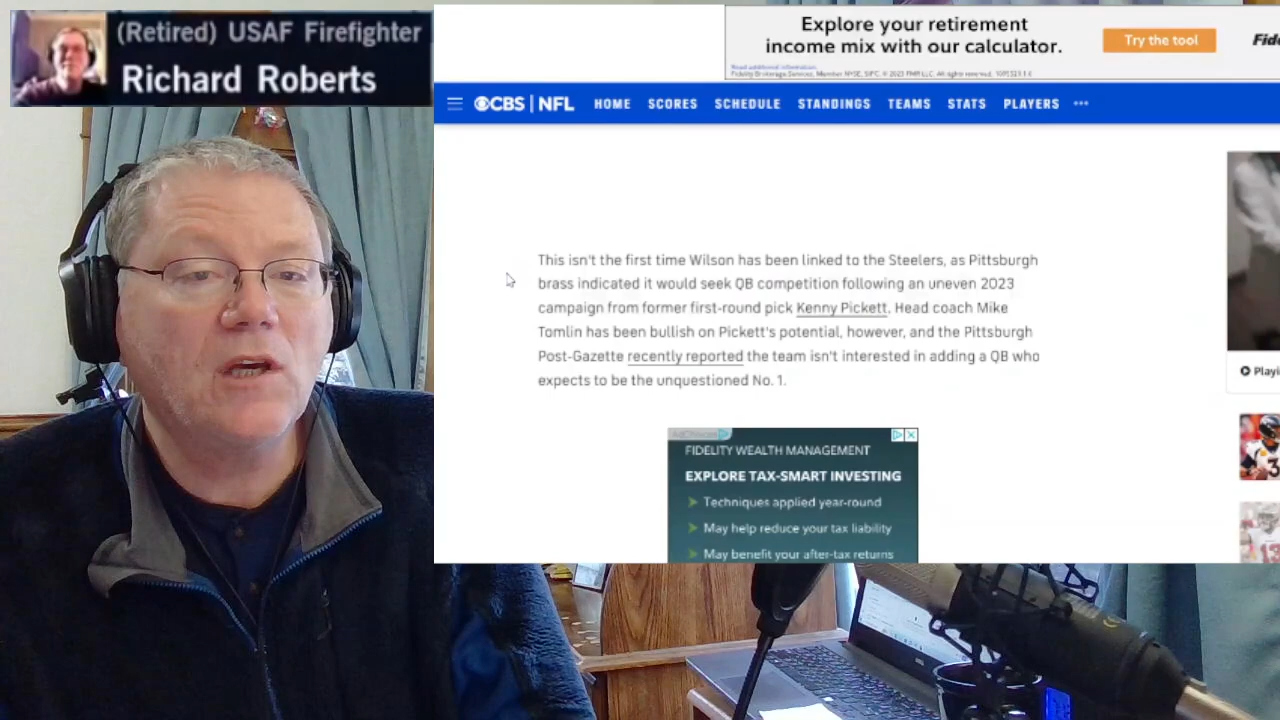 (Retired) USAF Firefighter
Richard Roberts
Explore your retirement
income mix with our calculator.
Try the tool
Read additional information.
CBS | NFL HOME SCORES SCHEDULE STANDINGS TEAMS STATS PLAYERS
This isn't the first time Wilson has been linked to the Steelers, as Pittsburgh
brass indicated it would seek QB competition following an uneven 2023
campaign from former first-round pick Kenny Pickett. Head coach Mike
Tomlin has been bullish on Pickett's potential, however, and the Pittsburgh
Post-Gazette recently reported the team isn't interested in adding a QB who
expects to be the unquestioned No. 1.
Playi
FIDELITY WEALTH MANAGEMENT
EXPLORE TAX-SMART INVESTING
Techniques applied year-round
May help reduce your tax liability
May benefit your after-tax returns